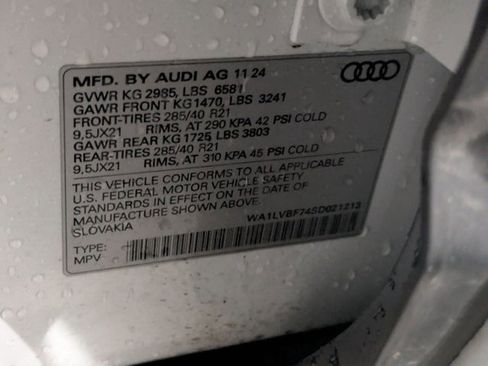 MFD. BY AUDI AG 11 24
GVWR KG 2985, LBS 6581
GAWR FRONT KG1470, LBS 3241
FRONT-TIRES 285/40 R21
9,5JX21 RIMS, AT 290 KPA 42 PSI COLD
GAWR REAR KG1725 LBS 3803
REAR-TIRES 285/40 R21
9,5JX21 RIMS, AT 310 KPA 45 PSI COLD
THIS VEHICLE CONFORMS TO ALL APPLICABLE
U.S. FEDERAL MOTOR VEHICLE SAFETY
STANDARDS IN EFFECT ON THE DATE OF
MANUFACTURE SHOWN ABOVE.
SLOVAKIA
WA1LVBF74SD021213
TYPE:
MPV